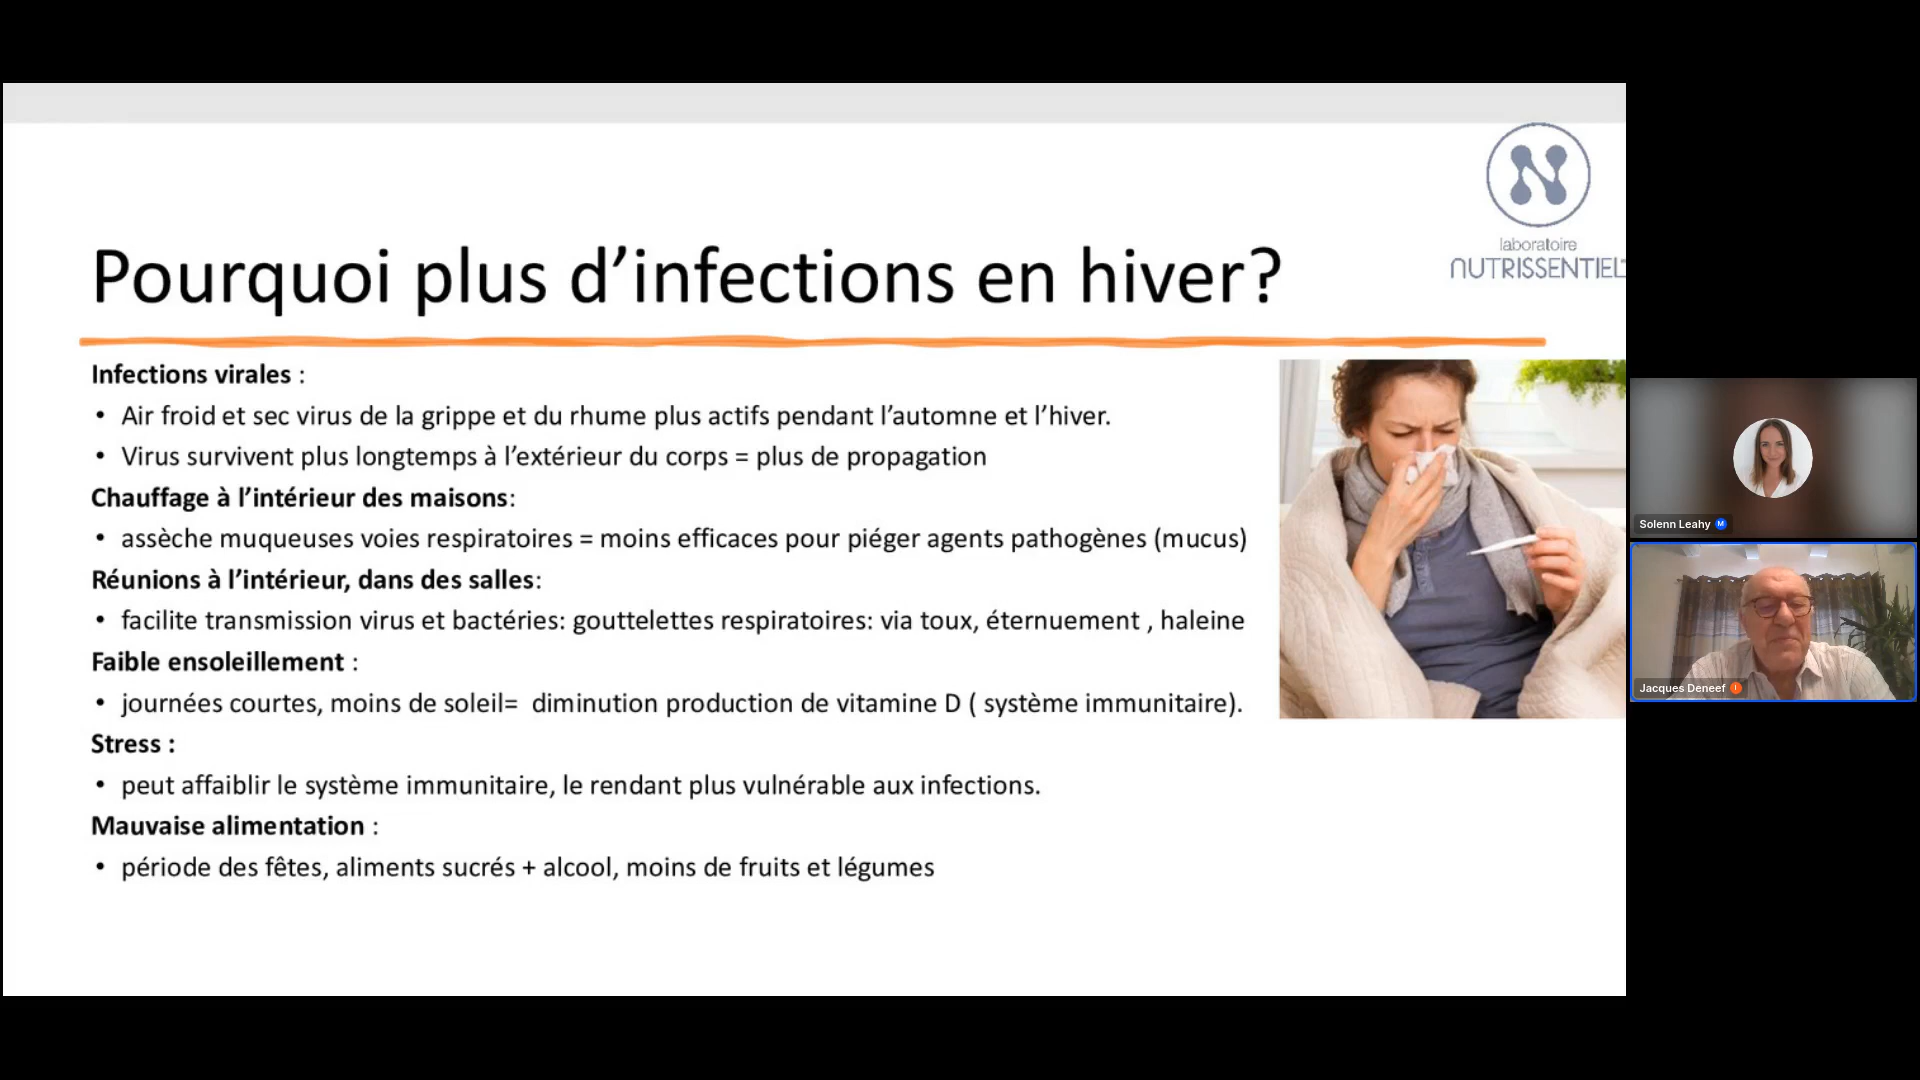 laboratoire
NUTRISSENTIEL
Pourquoi plus d’infections en hiver?
Infections virales :
• Air froid et sec virus de la grippe et du rhume plus actifs pendant l’automne et l’hiver.
• Virus survivent plus longtemps à l’extérieur du corps = plus de propagation
Chauffage à l’intérieur des maisons:
• assèche muqueuses voies respiratoires = moins efficaces pour piéger agents pathogènes (mucus)
Réunions à l’intérieur, dans des salles:
• facilite transmission virus et bactéries: gouttelettes respiratoires: via toux, éternuement , haleine
Faible ensoleillement :
• journées courtes, moins de soleil=  diminution production de vitamine D ( système immunitaire).
Stress :
• peut affaiblir le système immunitaire, le rendant plus vulnérable aux infections.
Mauvaise alimentation :
• période des fêtes, aliments sucrés + alcool, moins de fruits et légumes
Solenn Leahy M
Jacques Deneef I